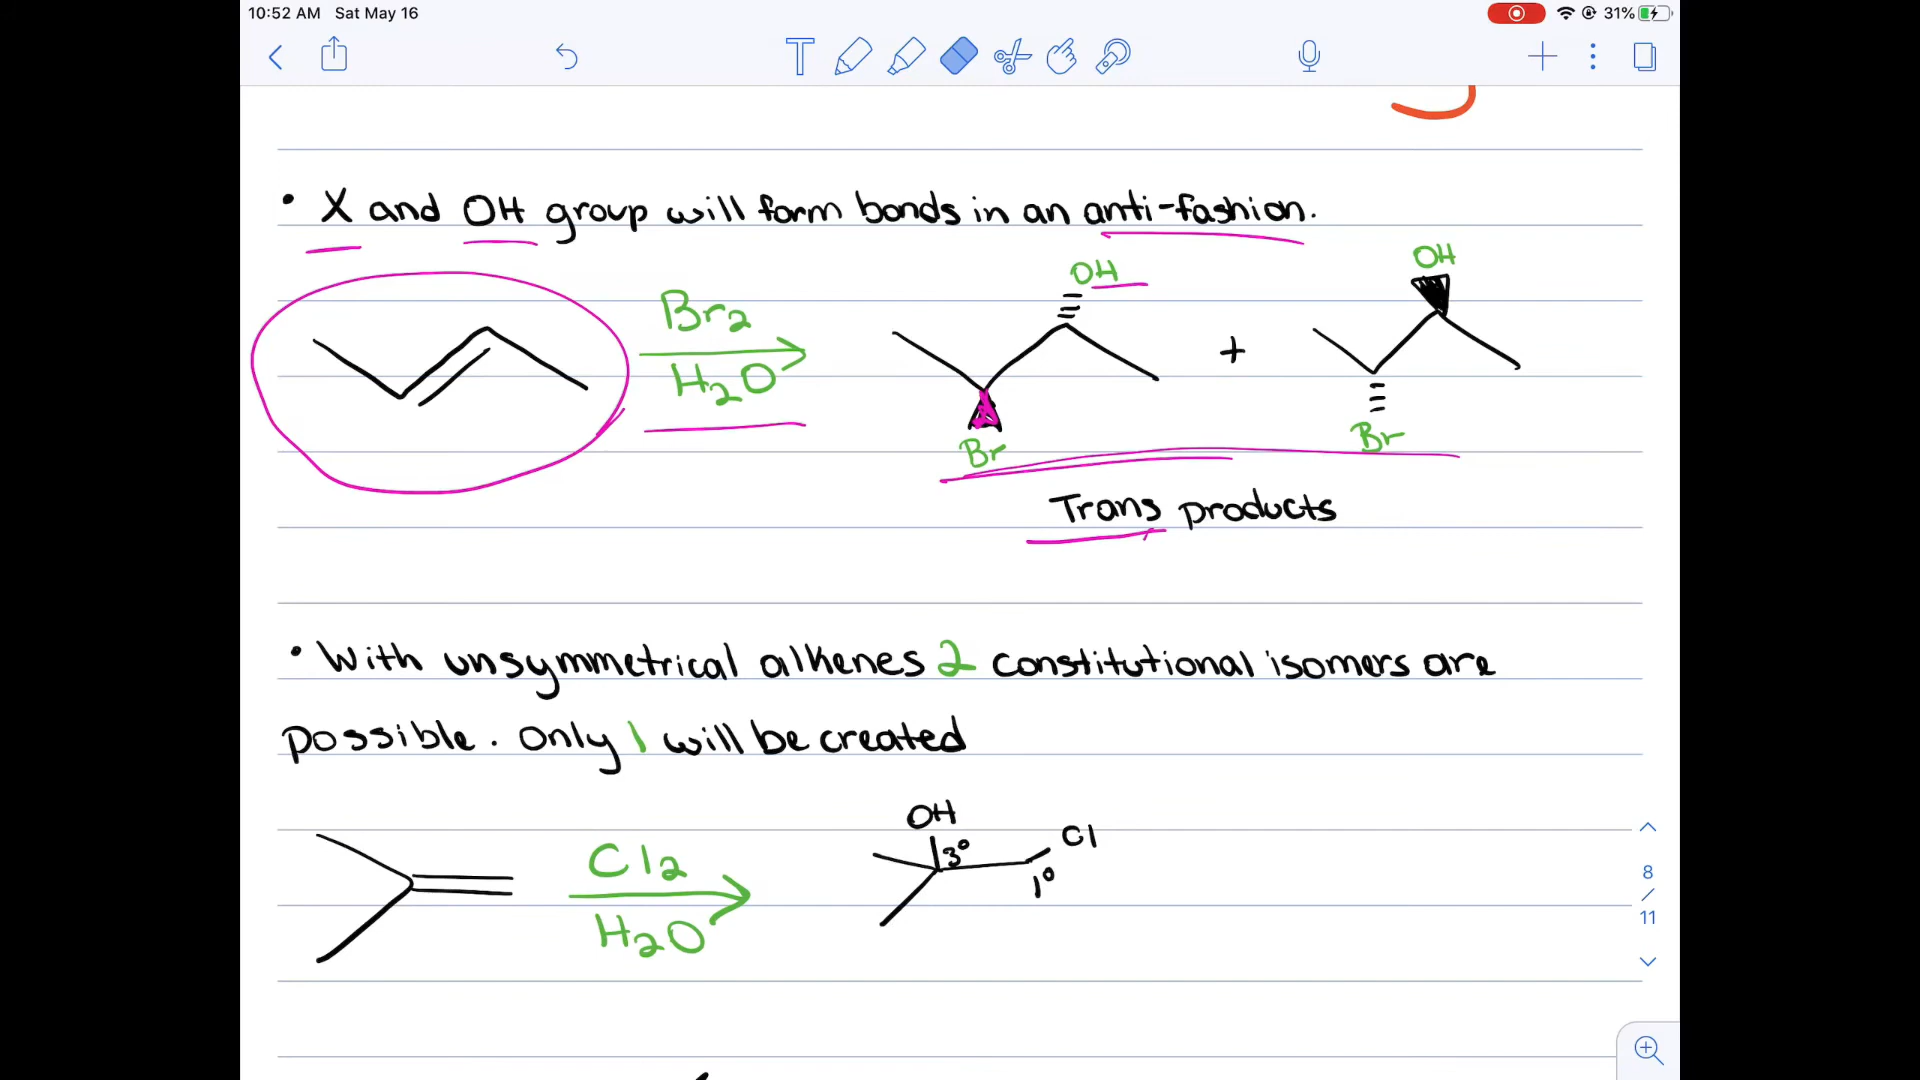 10:52 AM Sat May 16
31%
• X and OH group will form bonds in an anti-fashion.
OH
OH
Br₂
H₂O
+
Br
Br
Trans products
• With unsymmetrical alkenes 2 constitutional isomers are
possible. Only 1 will be created
OH
Cl
3°
1°
Cl₂
H₂O
8
/
11